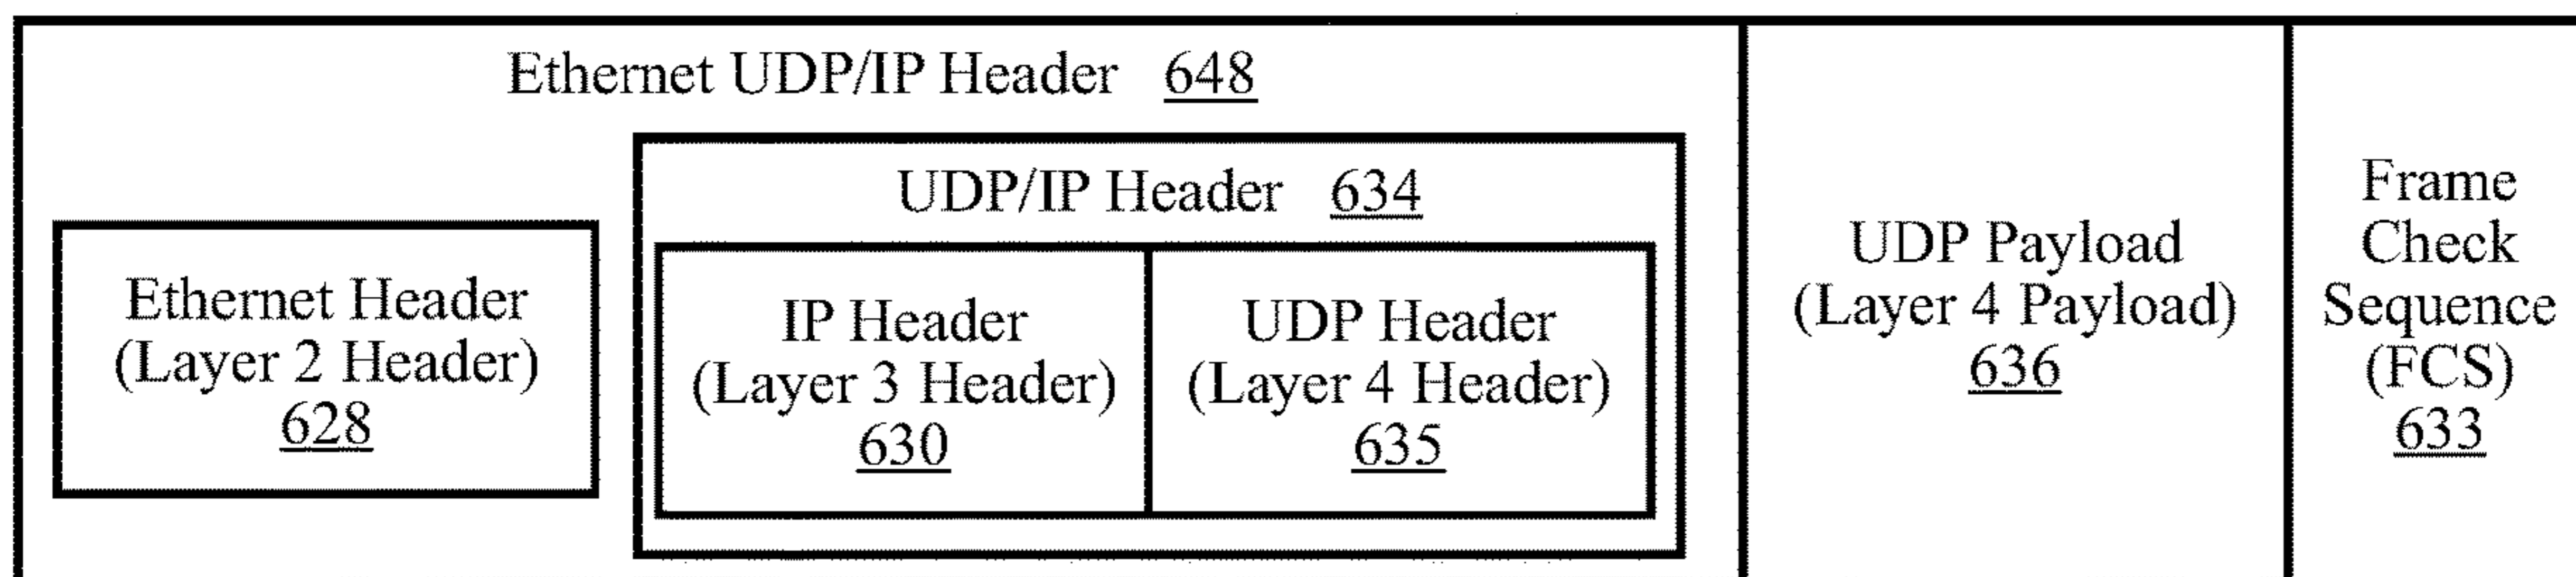 Ethernet UDP/IP Header 648
UDP/IP Header 634
Ethernet Header
(Layer 2 Header)
628
IP Header
(Layer 3 Header)
630
UDP Header
(Layer 4 Header)
635
UDP Payload
(Layer 4 Payload)
636
Frame
Check
Sequence
(FCS)
633